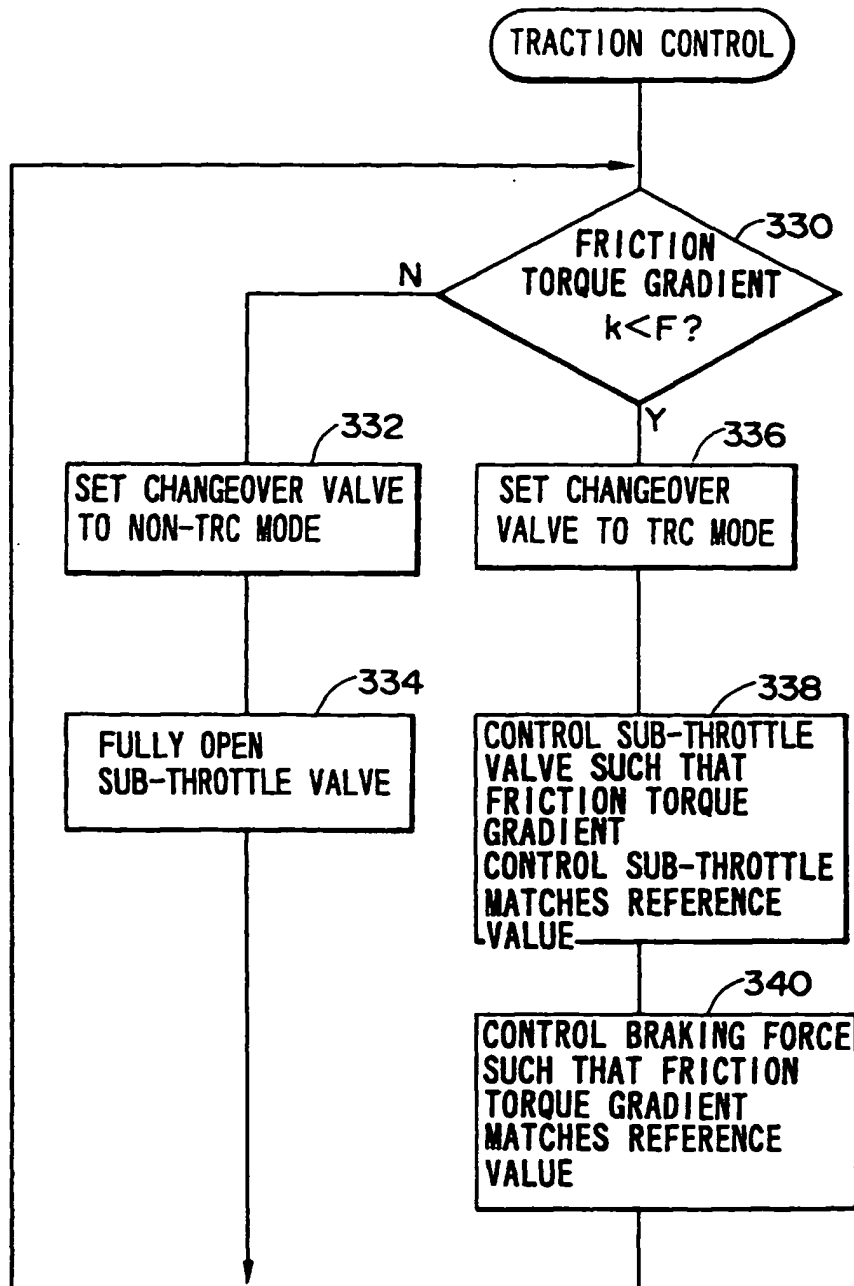 TRACTION CONTROL
330
FRICTION
TORQUE GRADIENT
k<F?
N
Y
332
SET CHANGEOVER VALVE
TO NON-TRC MODE
336
SET CHANGEOVER
VALVE TO TRC MODE
334
FULLY OPEN
SUB-THROTTLE VALVE
338
CONTROL SUB-THROTTLE
VALVE SUCH THAT
FRICTION TORQUE
GRADIENT
CONTROL SUB-THROTTLE
MATCHES REFERENCE
VALUE
340
CONTROL BRAKING FORCE
SUCH THAT FRICTION
TORQUE GRADIENT
MATCHES REFERENCE
VALUE